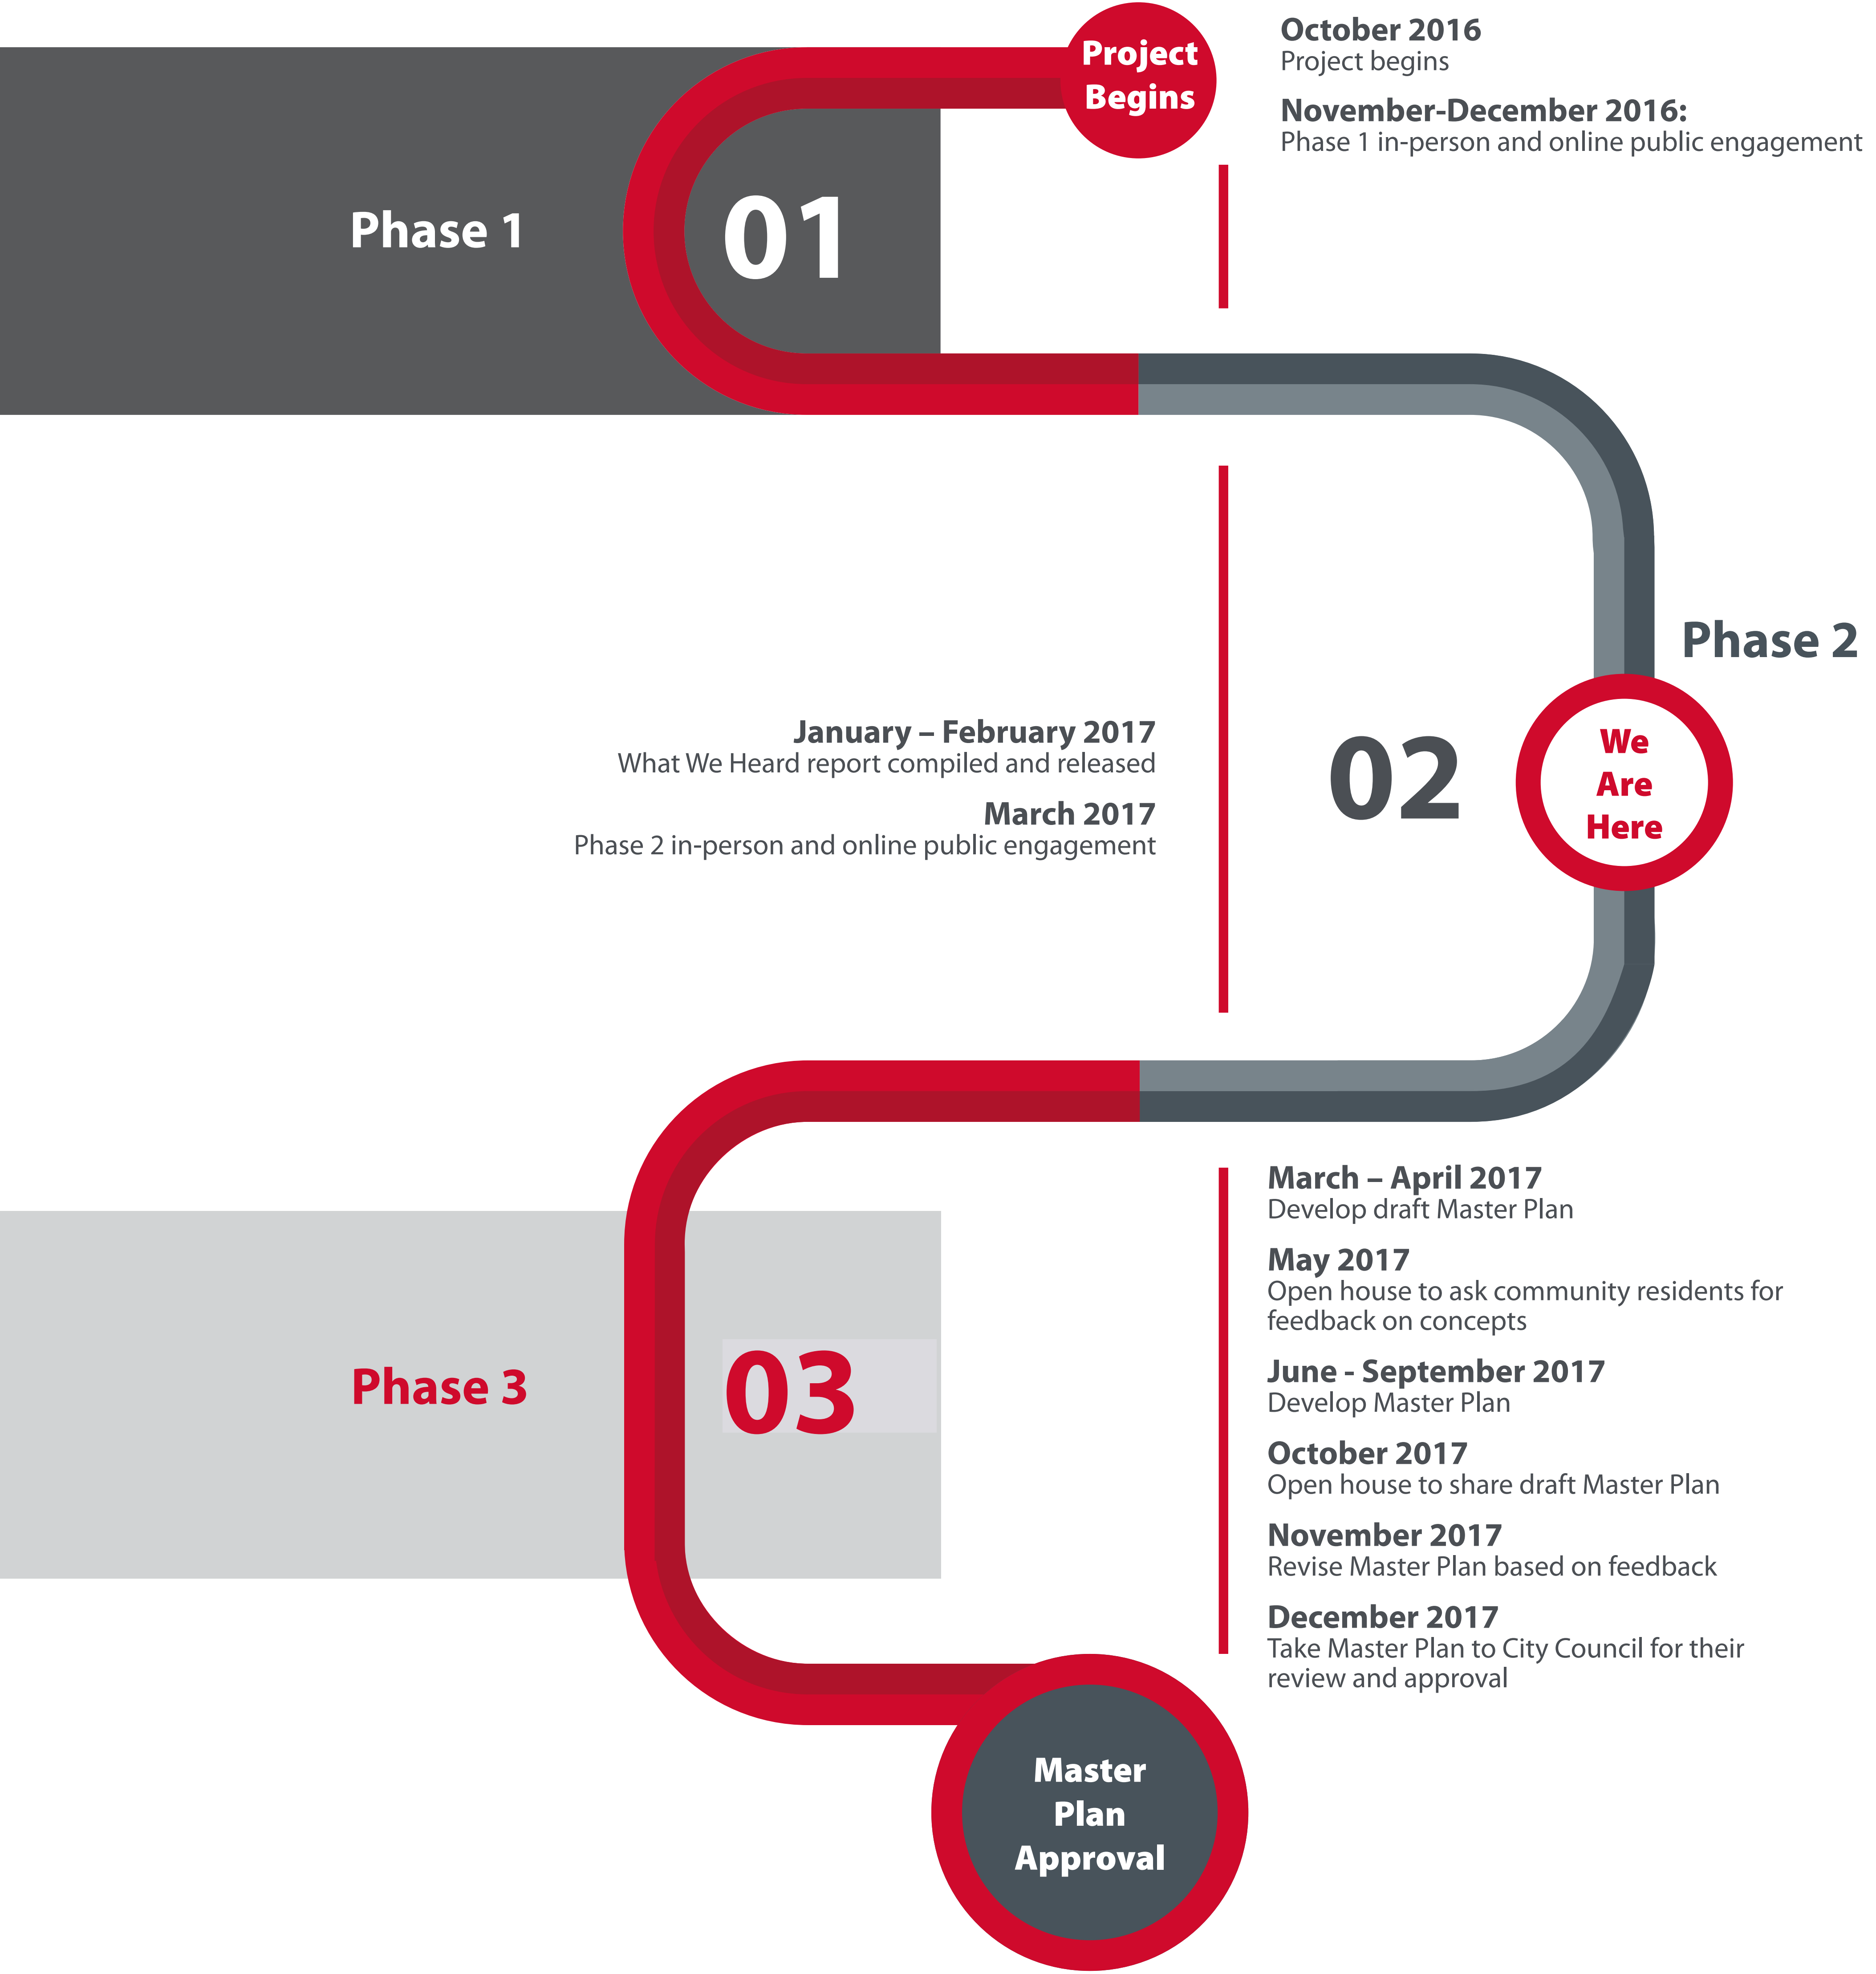 Project
Begins
October 2016
Project begins
November-December 2016:
Phase 1 in-person and online public engagement
Phase 1
01
Phase 2
We
Are
Here
02
January – February 2017
What We Heard report compiled and released
March 2017
Phase 2 in-person and online public engagement
March – April 2017
Develop draft Master Plan
May 2017
Open house to ask community residents for
feedback on concepts
June - September 2017
Develop Master Plan
October 2017
Open house to share draft Master Plan
November 2017
Revise Master Plan based on feedback
December 2017
Take Master Plan to City Council for their
review and approval
Phase 3
03
Master
Plan
Approval